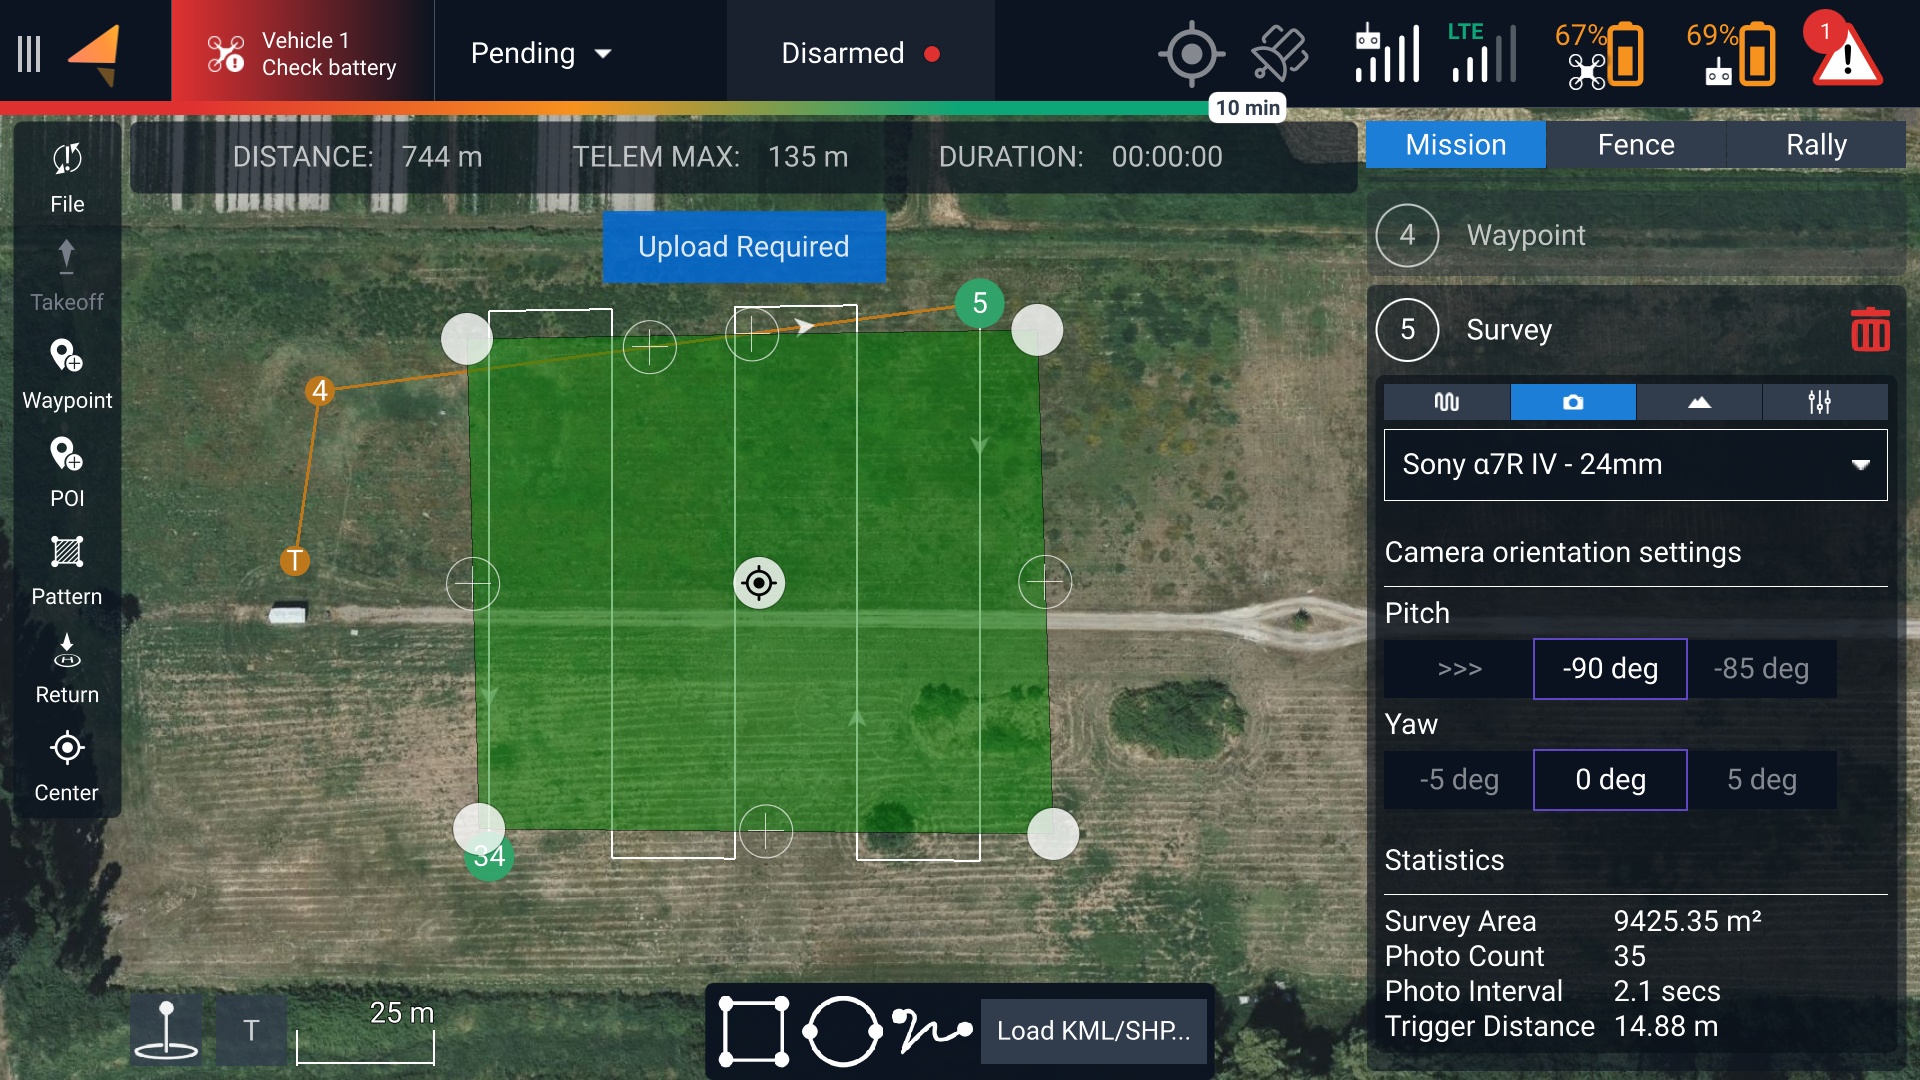 Vehicle 1
Check battery
Pending
Disarmed
LTE
67%
69%
1
10 min
DISTANCE: 744 m
TELEM MAX: 135 m
DURATION: 00:00:00
Mission
Fence
Rally
File
Takeoff
Waypoint
POI
Pattern
Return
Center
Upload Required
5
4
T
34
4 Waypoint
5 Survey
Sony α7R IV - 24mm
Camera orientation settings
Pitch
>>> -90 deg -85 deg
Yaw
-5 deg 0 deg 5 deg
Statistics
Survey Area 9425.35 m²
Photo Count 35
Photo Interval 2.1 secs
Trigger Distance 14.88 m
T
25 m
Load KML/SHP...